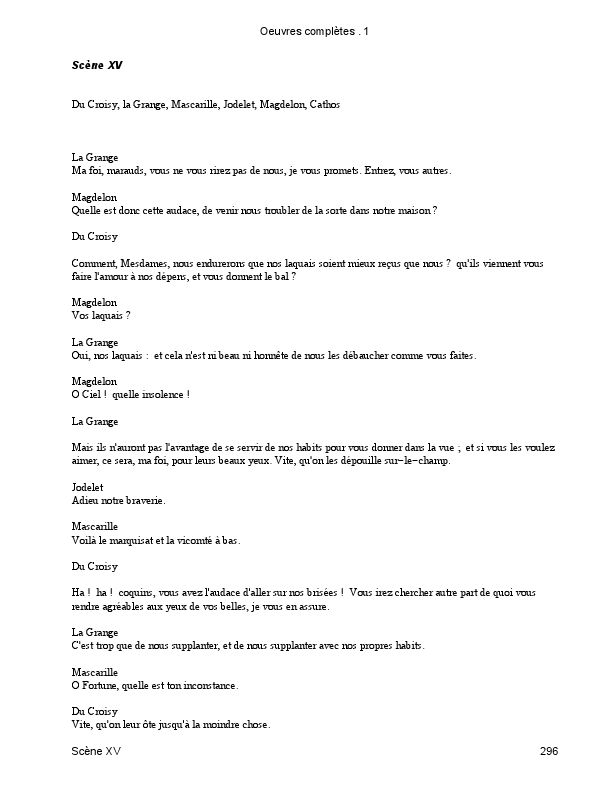 Oeuvres complètes . 1
Scène XV
Du Croisy, la Grange, Mascarille, Jodelet, Magdelon, Cathos
La Grange
Ma foi, marauds, vous ne vous rirez pas de nous, je vous promets. Entrez, vous autres.
Magdelon
Quelle est donc cette audace, de venir nous troubler de la sorte dans notre maison ?
Du Croisy
Comment, Mesdames, nous endurerons que nos laquais soient mieux reçus que nous ?  qu'ils viennent vous
faire l'amour à nos dépens, et vous donnent le bal ?
Magdelon
Vos laquais ?
La Grange
Oui, nos laquais :  et cela n'est ni beau ni honnête de nous les débaucher comme vous faites.
Magdelon
O Ciel !  quelle insolence !
La Grange
Mais ils n'auront pas l'avantage de se servir de nos habits pour vous donner dans la vue ;  et si vous les voulez
aimer, ce sera, ma foi, pour leurs beaux yeux. Vite, qu'on les dépouille sur−le−champ.
Jodelet
Adieu notre braverie.
Mascarille
Voilà le marquisat et la vicomté à bas.
Du Croisy
Ha !  ha !  coquins, vous avez l'audace d'aller sur nos brisées !  Vous irez chercher autre part de quoi vous
rendre agréables aux yeux de vos belles, je vous en assure.
La Grange
C'est trop que de nous supplanter, et de nous supplanter avec nos propres habits.
Mascarille
O Fortune, quelle est ton inconstance.
Du Croisy
Vite, qu'on leur ôte jusqu'à la moindre chose.
Scène XV 296